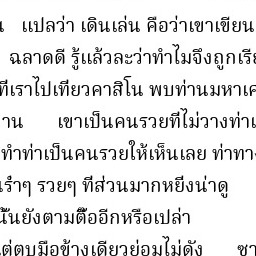 แปลว่า เดินเล่น คือว่าเขาเขียน
ฉลาดดี รู้แล้วละว่าทำไมจึงถูกเรี
ที่เราไปเที่ยวคาสิโน พบท่านมหาเศ
าน เขาเป็นคนรวยที่ไม่วางท่าเ
ทำท่าเป็นคนรวยให้เห็นเลย ท่าทา
รำๆ รวยๆ ที่ส่วนมากหยิ่งน่าดู
นั้นยังตามตื๊ออีกหรือเปล่า
ต่ตบมือข้างเดียวย่อมไม่ดัง ซา